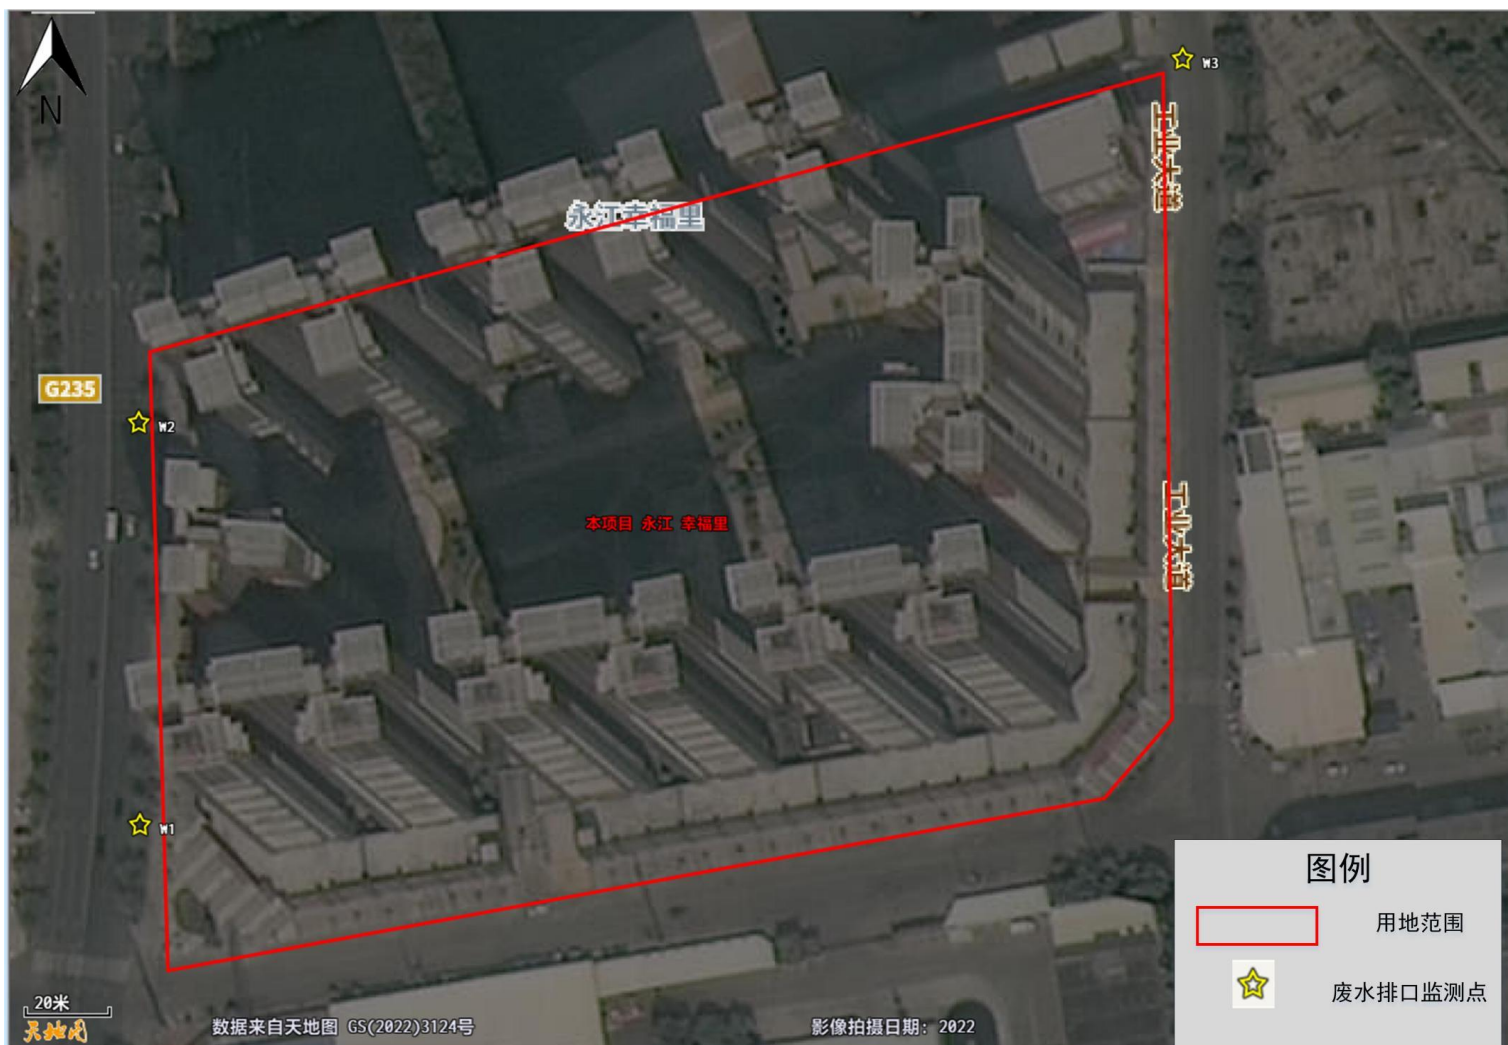 N
W3
工业大道
永江幸福里
G235
W2
工业大道
本项目 永江 幸福里
W1
图例
用地范围
废水排口监测点
20米
天地图
数据来自天地图 GS(2022)3124号
影像拍摄日期: 2022